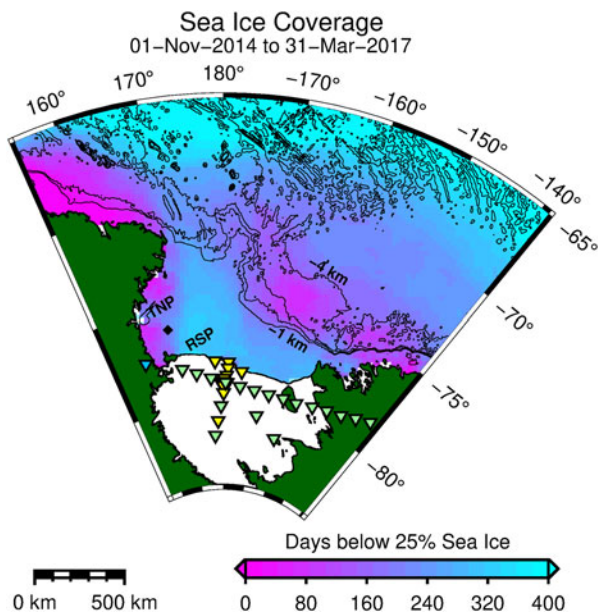 Sea Ice Coverage
01−Nov−2014 to 31−Mar−2017
160°
170°
180°
−170°
−160°
−150°
−140°
−65°
−70°
−75°
−80°
−4 km
−1 km
TNP
RSP
Days below 25% Sea Ice
0 80 160 240 320 400
0 km 500 km